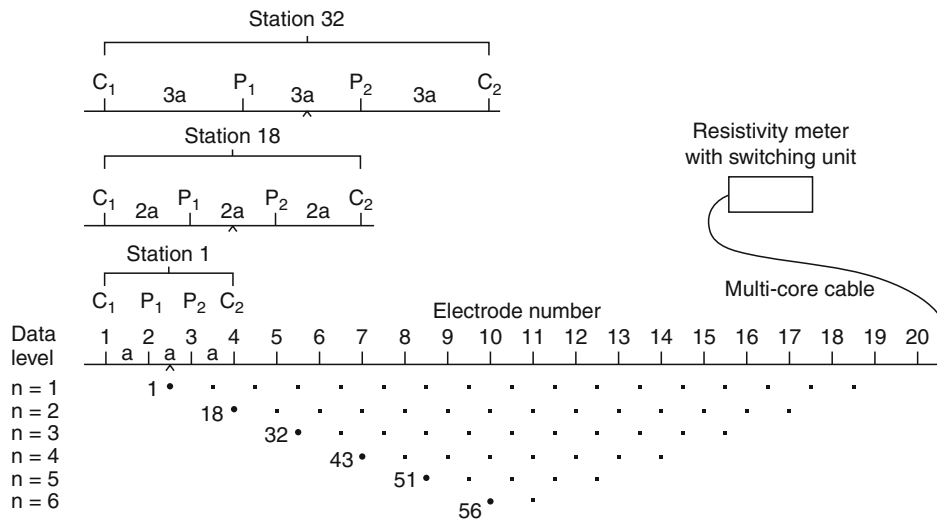 Station 32
C₁ P₁ P₂ C₂
3a 3a 3a
Station 18
C₁ P₁ P₂ C₂
2a 2a 2a
Station 1
C₁ P₁ P₂ C₂
Resistivity meter
with switching unit
Multi-core cable
Electrode number
Data
level
1 2 3 4 5 6 7 8 9 10 11 12 13 14 15 16 17 18 19 20
a a a
n = 1 1
n = 2 18
n = 3 32
n = 4 43
n = 5 51
n = 6 56